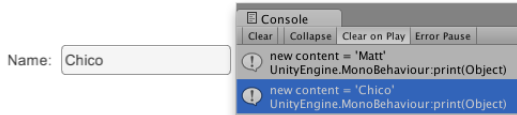 Name: Chico
Console
Clear Collapse Clear on Play Error Pause
new content = 'Matt'
UnityEngine.MonoBehaviour:print(Object)
new content = 'Chico'
UnityEngine.MonoBehaviour:print(Object)